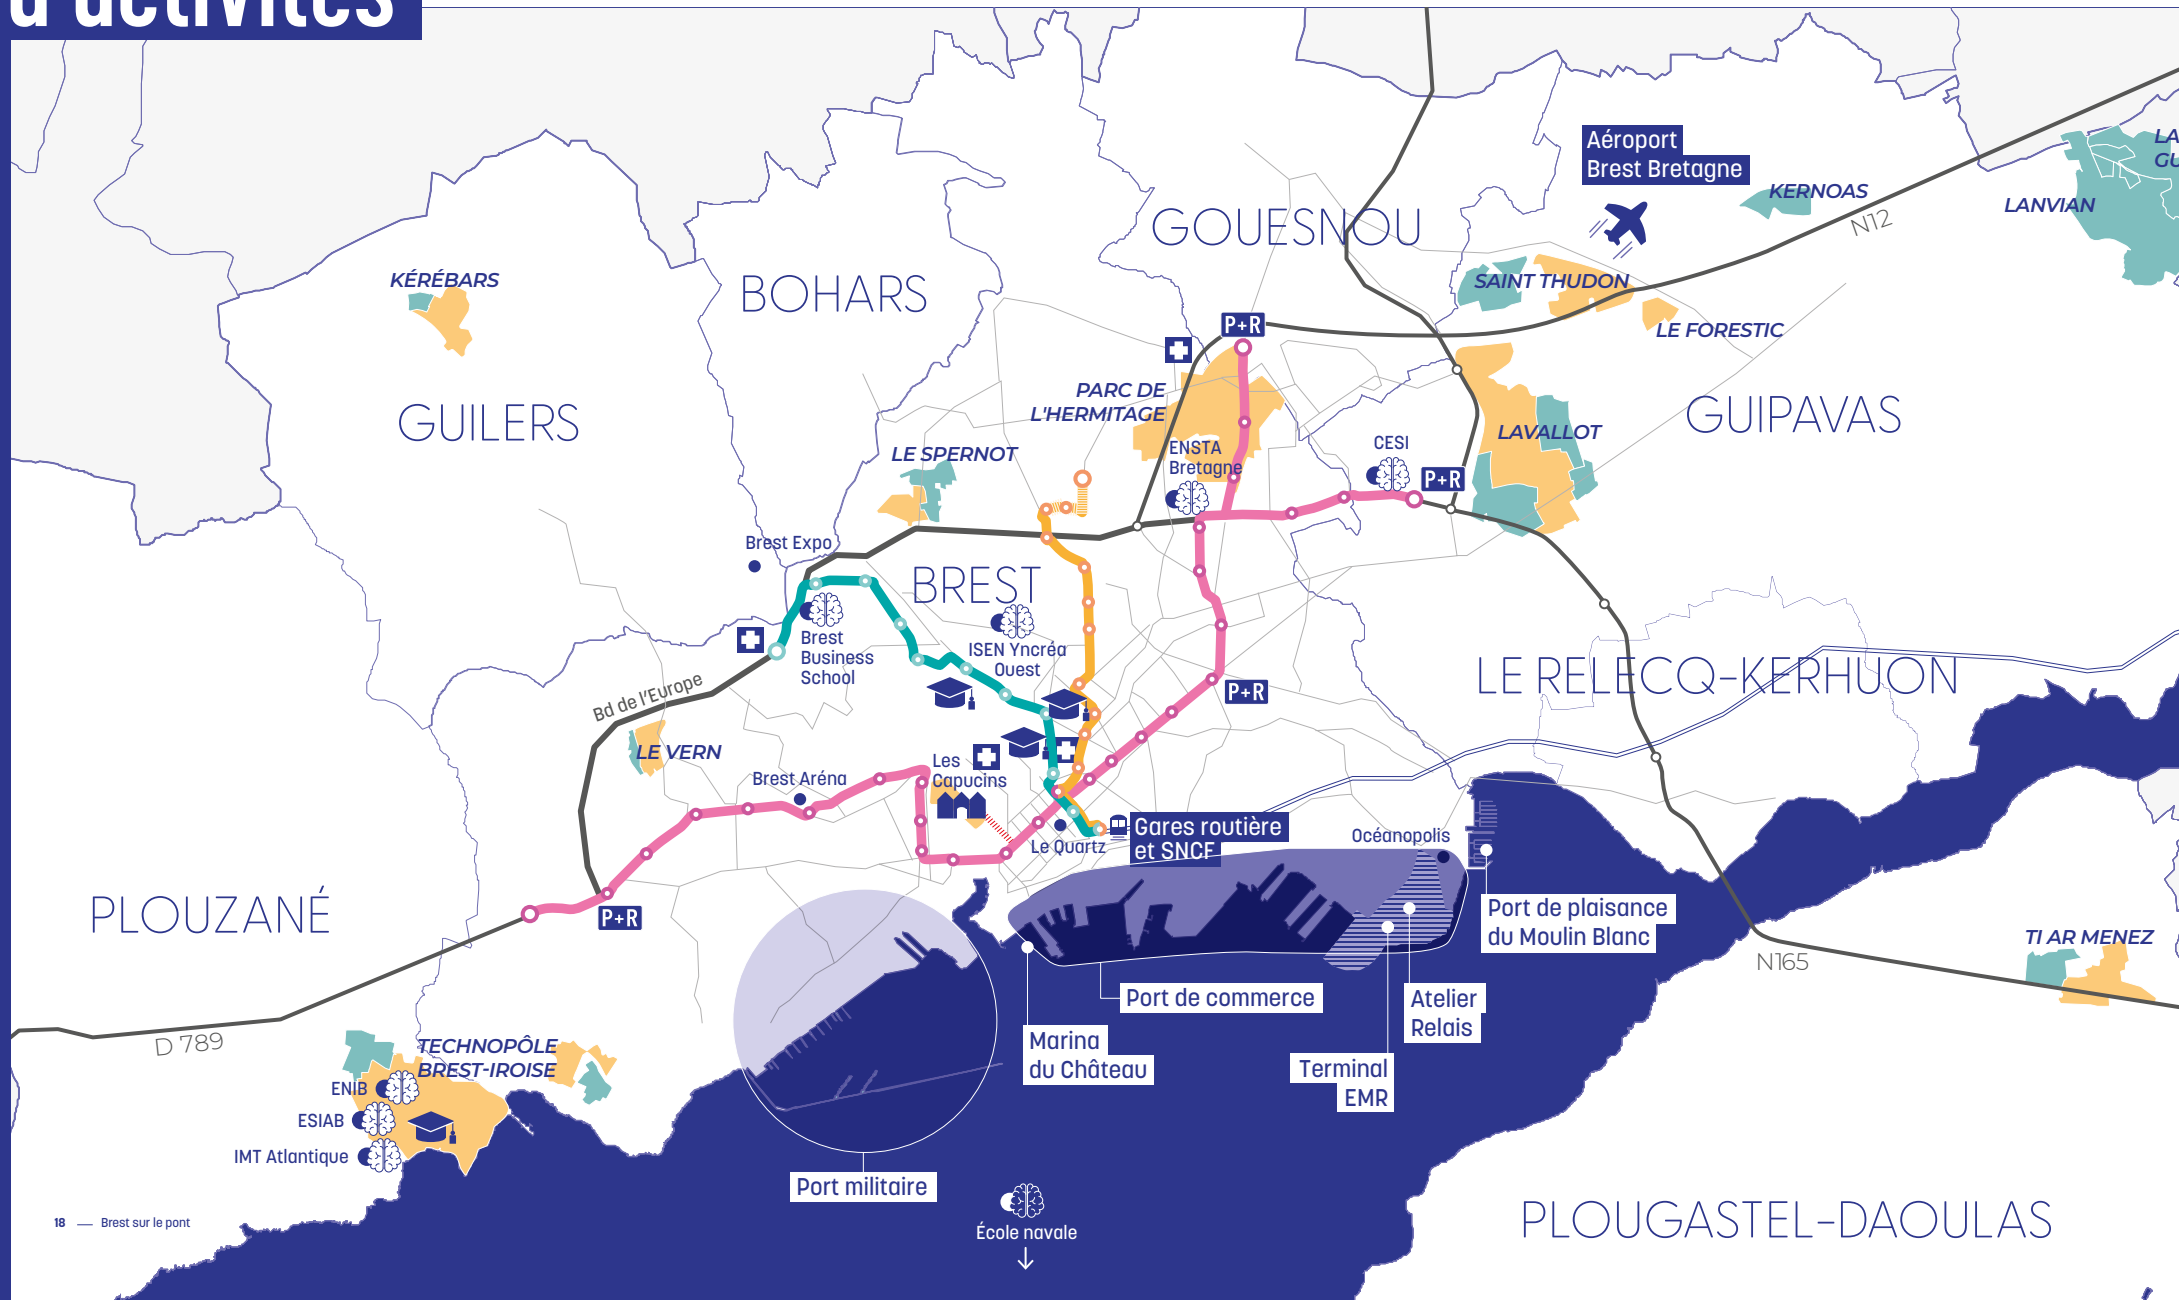 d'activités
Aéroport
Brest Bretagne
KERNOAS
N12
LANVIAN
GOUESNOU
SAINT THUDON
LE FORESTIC
KÉRÉBARS
BOHARS
P+R
PARC DE
L'HERMITAGE
GUILERS
GUIPAVAS
LAVALLOT
CESI
P+R
ENSTA
Bretagne
LE SPERNOT
Brest Expo
BREST
Brest
Business
School
ISEN Yncréa
Ouest
LE RELECQ-KERHUON
P+R
Bd de l'Europe
LE VERN
Brest Aréna
Les
Capucins
Le Quartz
Gares routière
et SNCF
Océanopolis
PLOUZANÉ
P+R
Port de plaisance
du Moulin Blanc
TI AR MENEZ
N165
Port de commerce
Atelier
Relais
Marina
du Château
Terminal
EMR
D 789
TECHNOPÔLE
BREST-IROISE
ENIB
ESIAB
IMT Atlantique
Port militaire
École navale
PLOUGASTEL-DAOULAS
18 — Brest sur le pont